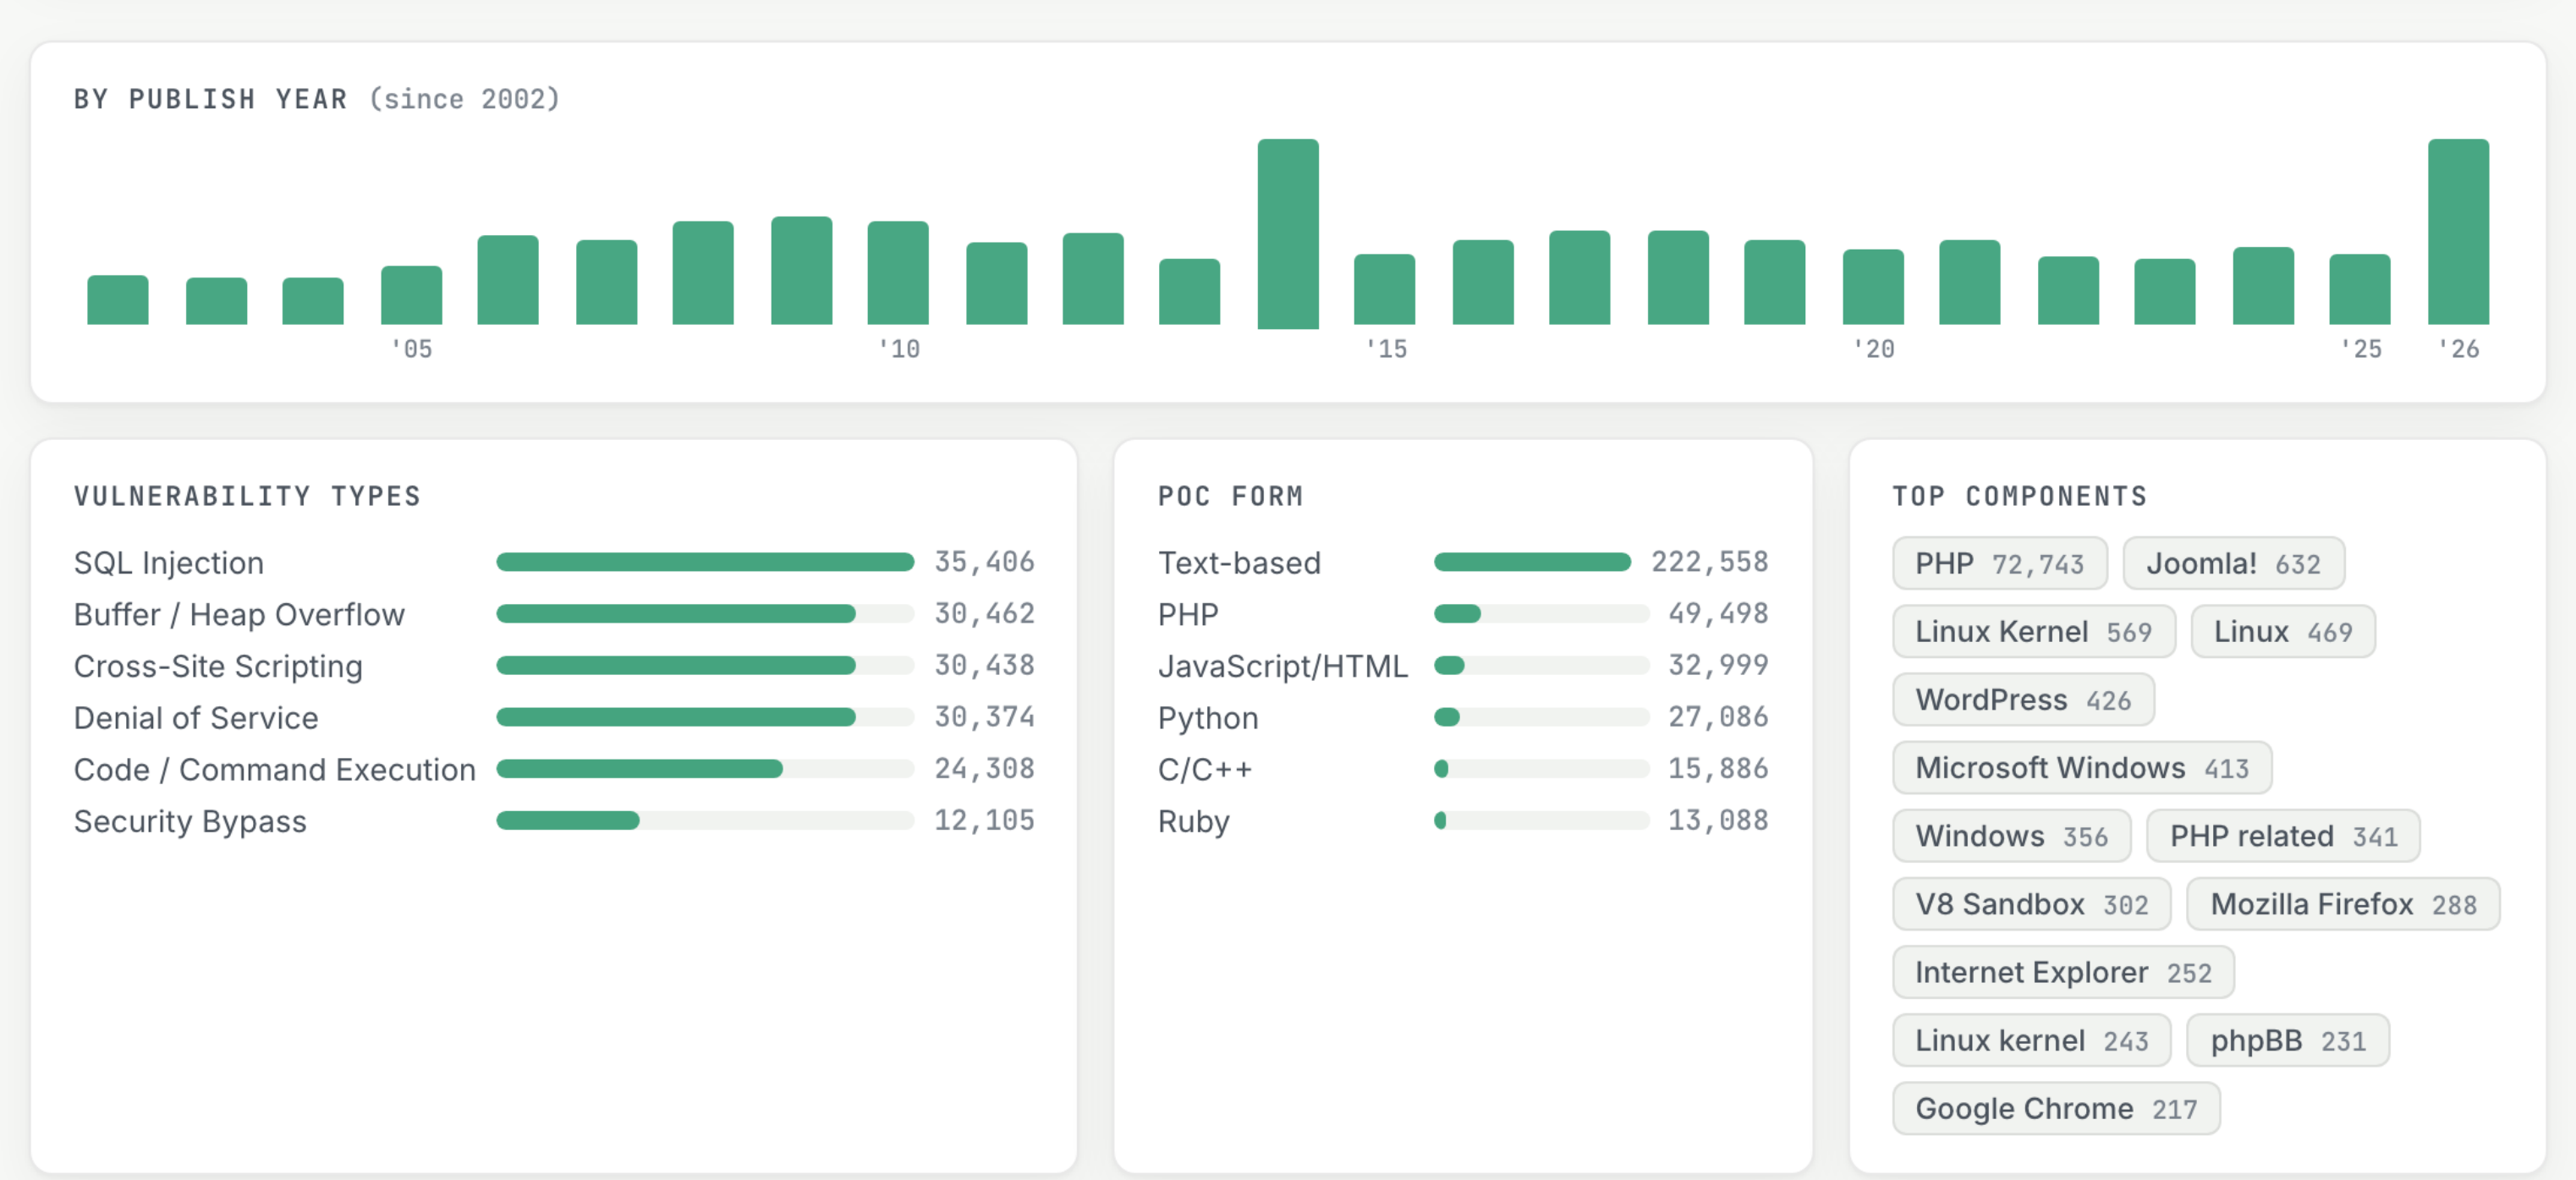 BY PUBLISH YEAR (since 2002)
'05 '10 '15 '20 '25 '26
VULNERABILITY TYPES
SQL Injection 35,406
Buffer / Heap Overflow 30,462
Cross-Site Scripting 30,438
Denial of Service 30,374
Code / Command Execution 24,308
Security Bypass 12,105
POC FORM
Text-based 222,558
PHP 49,498
JavaScript/HTML 32,999
Python 27,086
C/C++ 15,886
Ruby 13,088
TOP COMPONENTS
PHP 72,743 Joomla! 632
Linux Kernel 569 Linux 469
WordPress 426
Microsoft Windows 413
Windows 356 PHP related 341
V8 Sandbox 302 Mozilla Firefox 288
Internet Explorer 252
Linux kernel 243 phpBB 231
Google Chrome 217